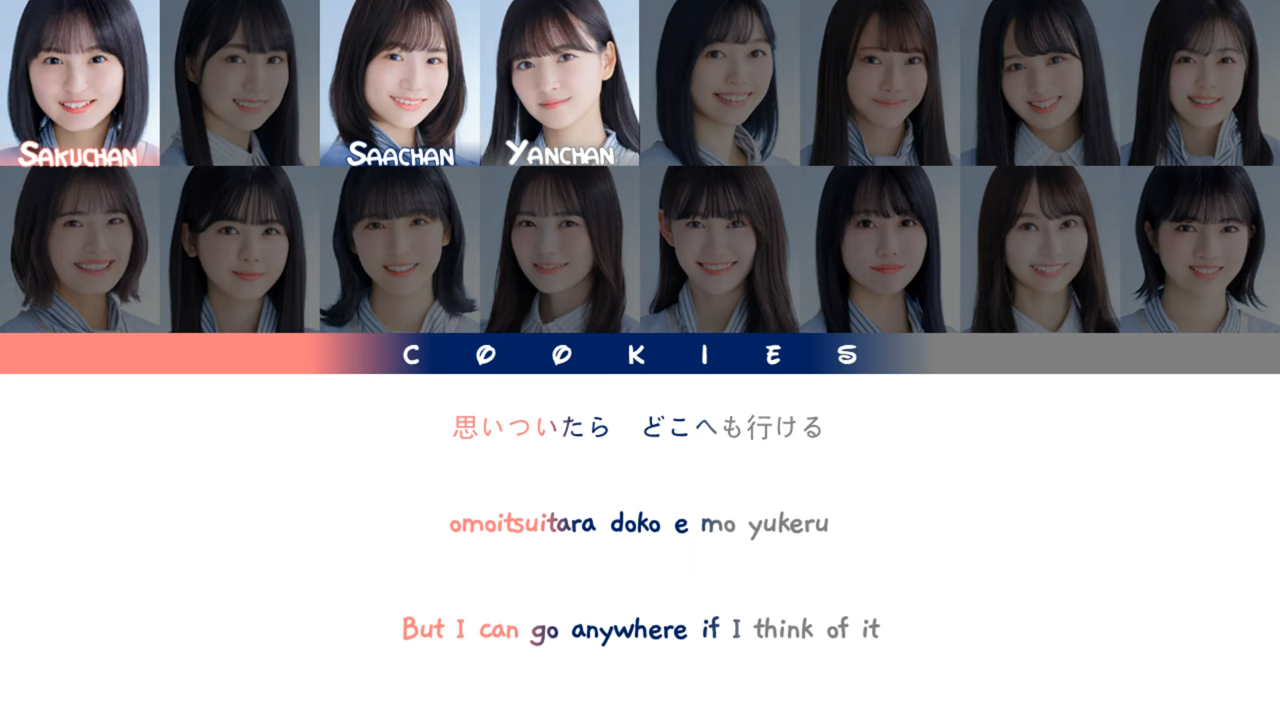 SAKUCHAN SAACHAN YANCHAN
COOKIES
思いついたら　どこへも行ける
omoitsuitara doko e mo yukeru
But I can go anywhere if I think of it